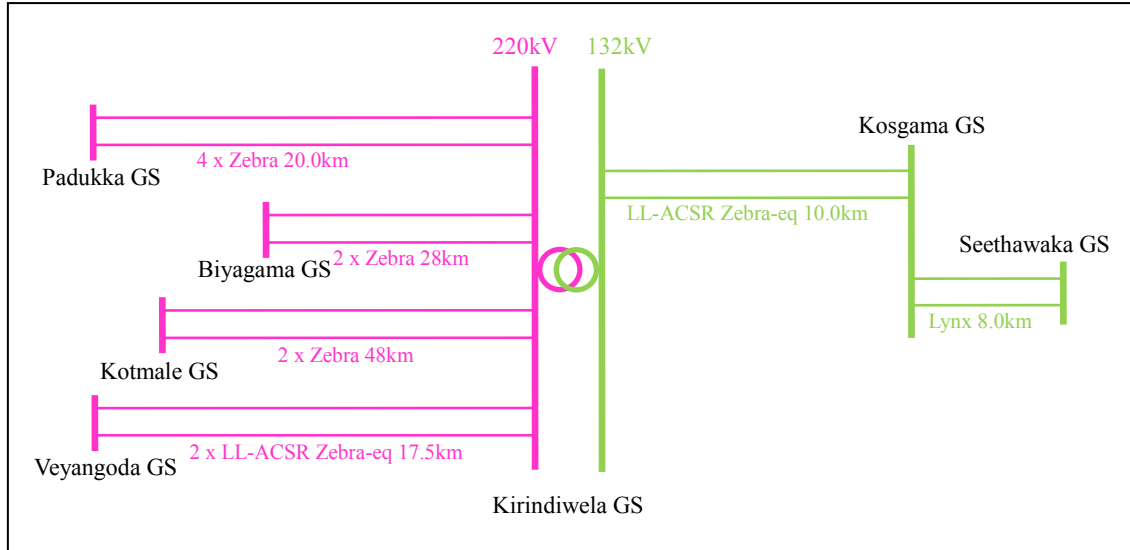 220kV
132kV
4 x Zebra 20.0km
Padukka GS
2 x Zebra 28km
Biyagama GS
2 x Zebra 48km
Kotmale GS
2 x LL-ACSR Zebra-eq 17.5km
Veyangoda GS
Kirindiwela GS
Kosgama GS
LL-ACSR Zebra-eq 10.0km
Seethawaka GS
Lynx 8.0km